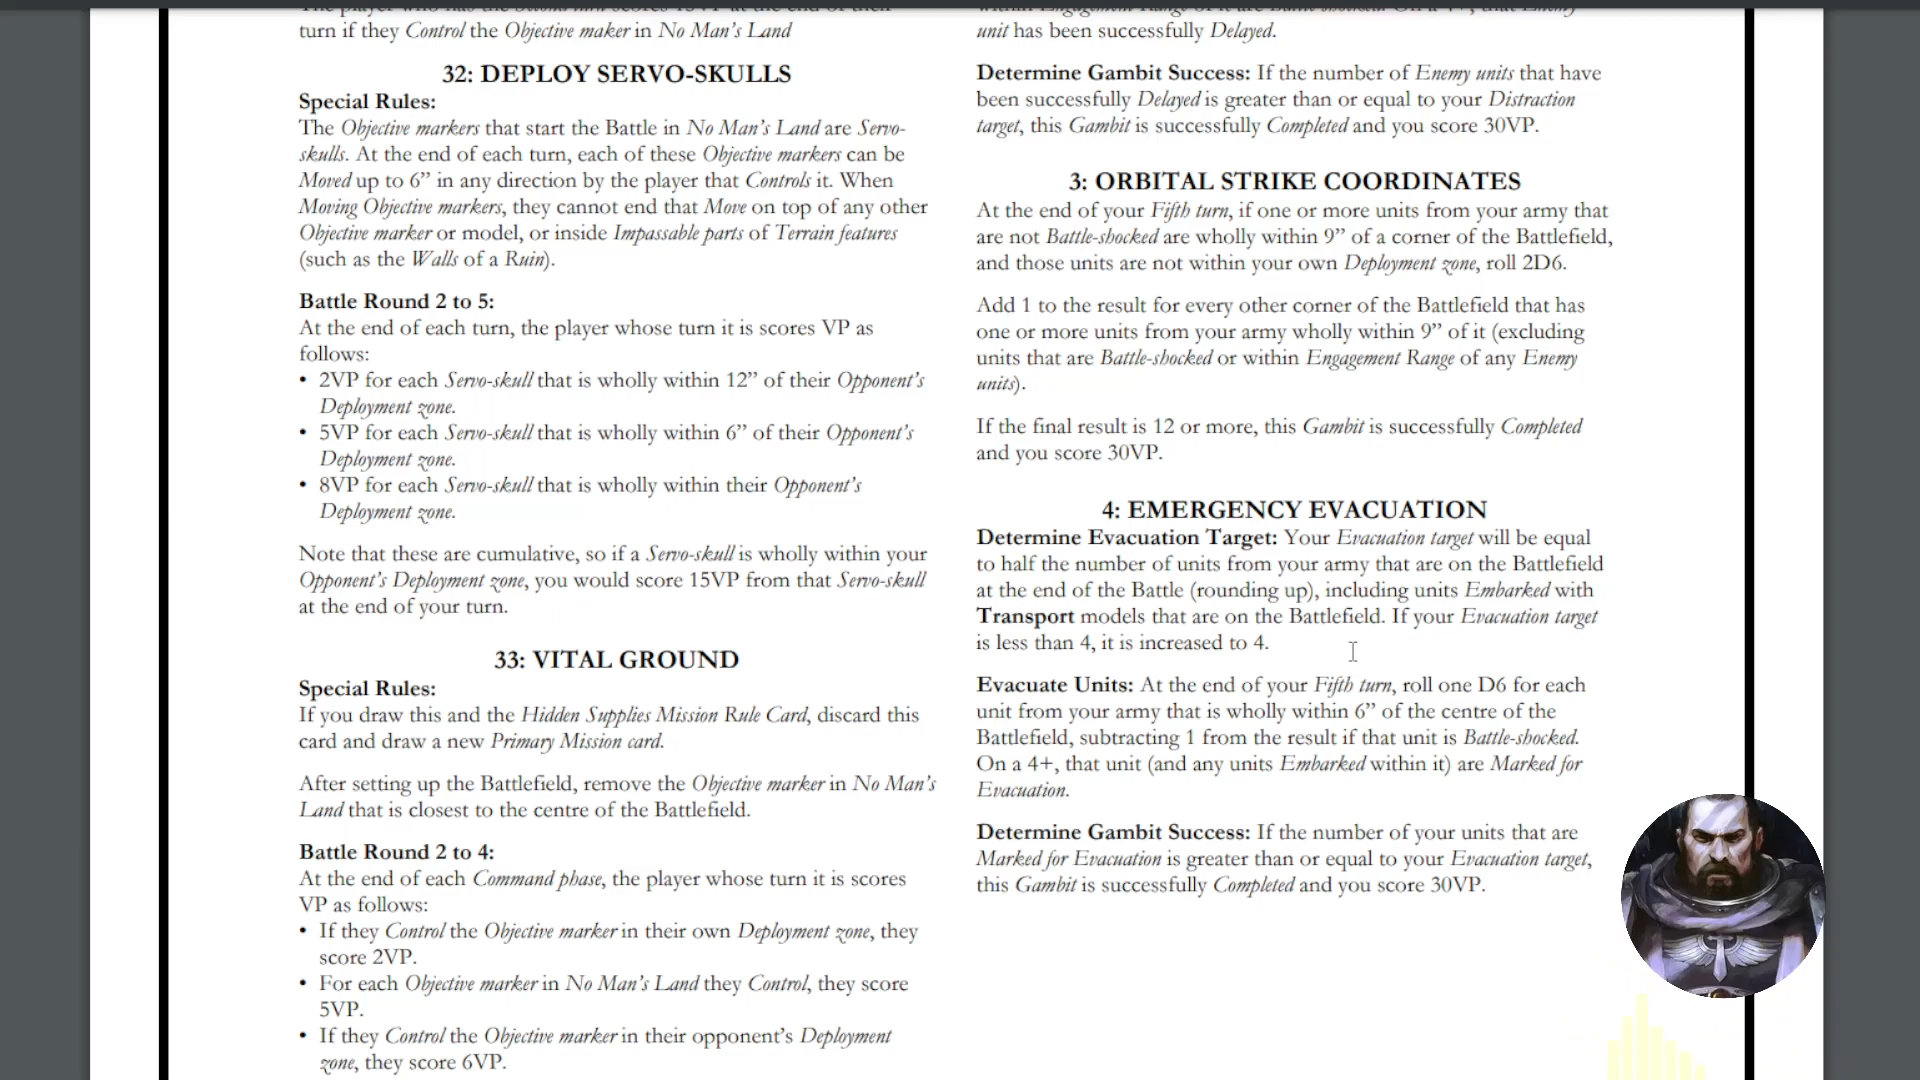 turn if they Control the Objective maker in No Man's Land
32: DEPLOY SERVO-SKULLS
Special Rules:
The Objective markers that start the Battle in No Man's Land are Servo-
skulls. At the end of each turn, each of these Objective markers can be
Moved up to 6” in any direction by the player that Controls it. When
Moving Objective markers, they cannot end that Move on top of any other
Objective marker or model, or inside Impassable parts of Terrain features
(such as the Walls of a Ruin).
Battle Round 2 to 5:
At the end of each turn, the player whose turn it is scores VP as
follows:
• 2VP for each Servo-skull that is wholly within 12” of their Opponent's
Deployment zone.
• 5VP for each Servo-skull that is wholly within 6” of their Opponent's
Deployment zone.
• 8VP for each Servo-skull that is wholly within their Opponent's
Deployment zone.
Note that these are cumulative, so if a Servo-skull is wholly within your
Opponent's Deployment zone, you would score 15VP from that Servo-skull
at the end of your turn.
33: VITAL GROUND
Special Rules:
If you draw this and the Hidden Supplies Mission Rule Card, discard this
card and draw a new Primary Mission card.
After setting up the Battlefield, remove the Objective marker in No Man's
Land that is closest to the centre of the Battlefield.
Battle Round 2 to 4:
At the end of each Command phase, the player whose turn it is scores
VP as follows:
• If they Control the Objective marker in their own Deployment zone, they
score 2VP.
• For each Objective marker in No Man's Land they Control, they score
5VP.
• If they Control the Objective marker in their opponent's Deployment
zone, they score 6VP.
unit has been successfully Delayed.
Determine Gambit Success: If the number of Enemy units that have
been successfully Delayed is greater than or equal to your Distraction
target, this Gambit is successfully Completed and you score 30VP.
3: ORBITAL STRIKE COORDINATES
At the end of your Fifth turn, if one or more units from your army that
are not Battle-shocked are wholly within 9” of a corner of the Battlefield,
and those units are not within your own Deployment zone, roll 2D6.
Add 1 to the result for every other corner of the Battlefield that has
one or more units from your army wholly within 9” of it (excluding
units that are Battle-shocked or within Engagement Range of any Enemy
units).
If the final result is 12 or more, this Gambit is successfully Completed
and you score 30VP.
4: EMERGENCY EVACUATION
Determine Evacuation Target: Your Evacuation target will be equal
to half the number of units from your army that are on the Battlefield
at the end of the Battle (rounding up), including units Embarked with
Transport models that are on the Battlefield. If your Evacuation target
is less than 4, it is increased to 4.
Evacuate Units: At the end of your Fifth turn, roll one D6 for each
unit from your army that is wholly within 6” of the centre of the
Battlefield, subtracting 1 from the result if that unit is Battle-shocked.
On a 4+, that unit (and any units Embarked within it) are Marked for
Evacuation.
Determine Gambit Success: If the number of your units that are
Marked for Evacuation is greater than or equal to your Evacuation target,
this Gambit is successfully Completed and you score 30VP.